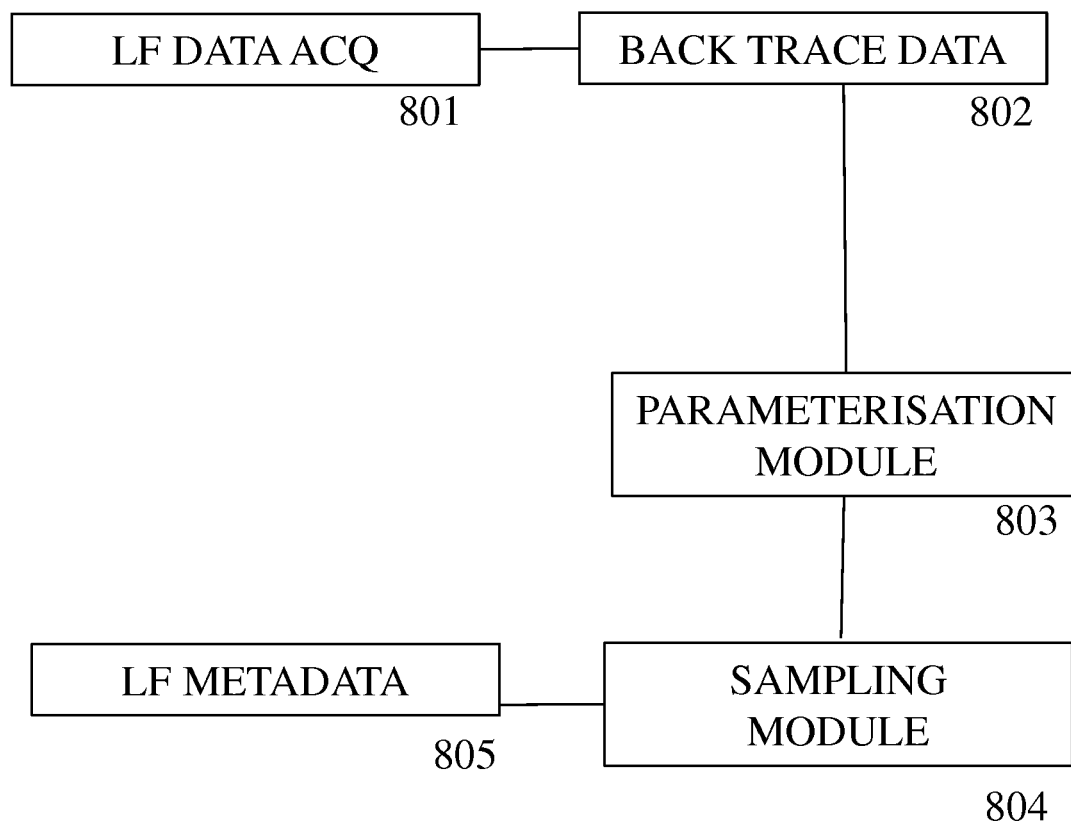 LF DATA ACQ
801
BACK TRACE DATA
802
PARAMETERISATION
MODULE
803
SAMPLING
MODULE
804
LF METADATA
805